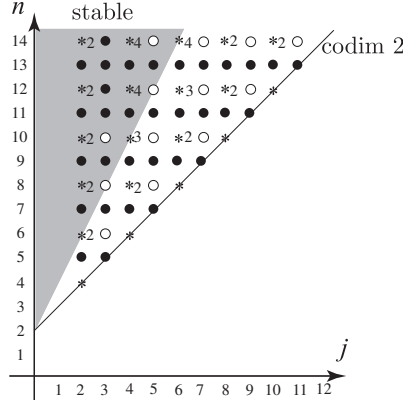 n
stable
14 *2 ● *4 ○ *4 ○ *2 ○ *2 ○
codim 2
13 ● ● ● ● ● ● ● ● ● ●
12 *2 ● *4 ○ *3 ○ *2 ○ *
11 ● ● ● ● ● ● ● ●
10 *2 ○ *3 ○ *2 ○ *
9 ● ● ● ● ● ●
8 *2 ○ *2 ○ *
7 ● ● ● ●
6 *2 ○ *
5 ● ●
4 *
3
2
1
j
1 2 3 4 5 6 7 8 9 10 11 12